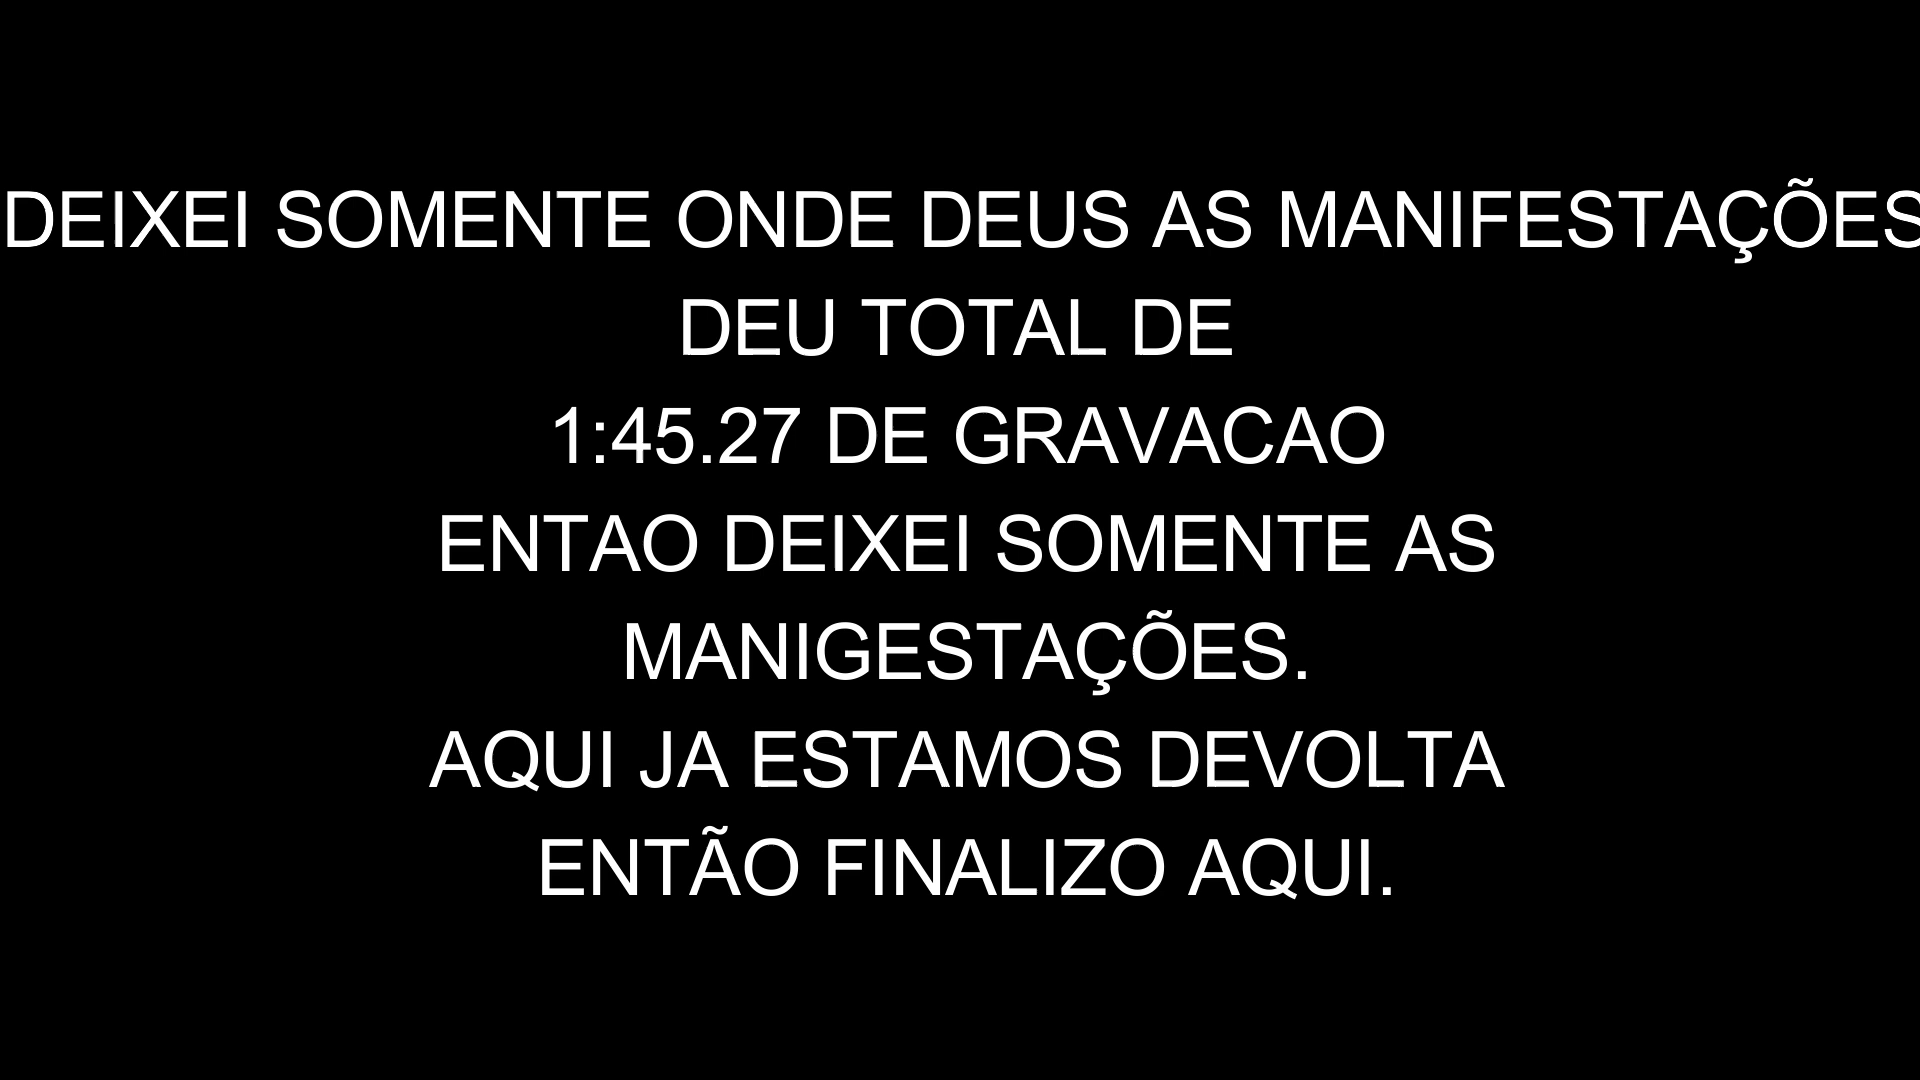 DEIXEI SOMENTE ONDE DEUS AS MANIFESTAÇÕES
DEU TOTAL DE
1:45.27 DE GRAVACAO
ENTAO DEIXEI SOMENTE AS
MANIGESTAÇÕES.
AQUI JA ESTAMOS DEVOLTA
ENTÃO FINALIZO AQUI.